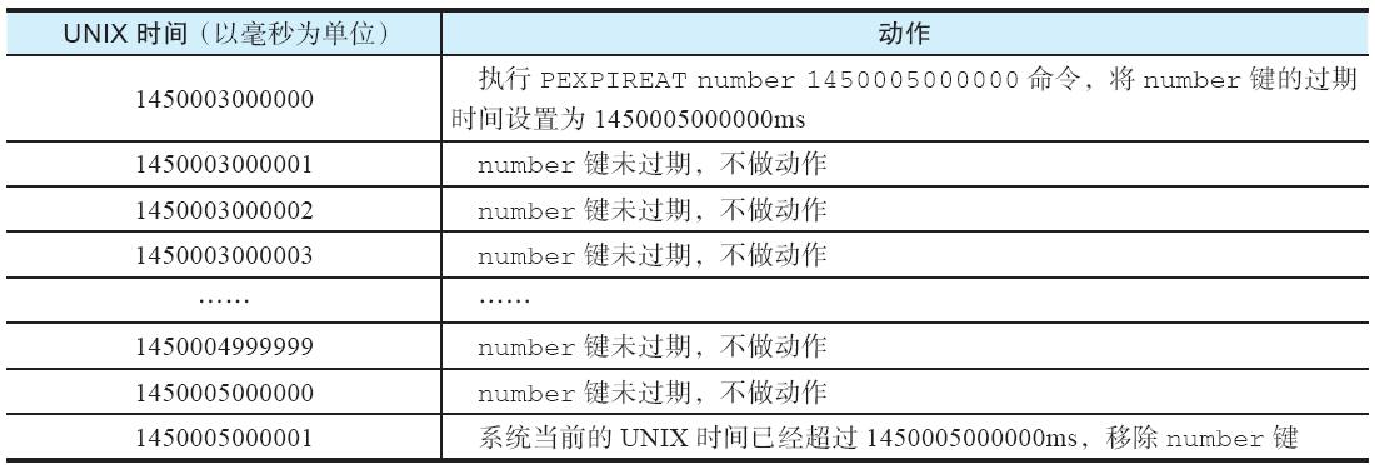 UNIX 时间（以毫秒为单位） 动作
1450003000000 执行 PEXPIREAT number 1450005000000 命令，将 number 键的过期
时间设置为 1450005000000ms
1450003000001 number 键未过期，不做动作
1450003000002 number 键未过期，不做动作
1450003000003 number 键未过期，不做动作
…… ……
1450004999999 number 键未过期，不做动作
1450005000000 number 键未过期，不做动作
1450005000001 系统当前的 UNIX 时间已经超过 1450005000000ms，移除 number 键